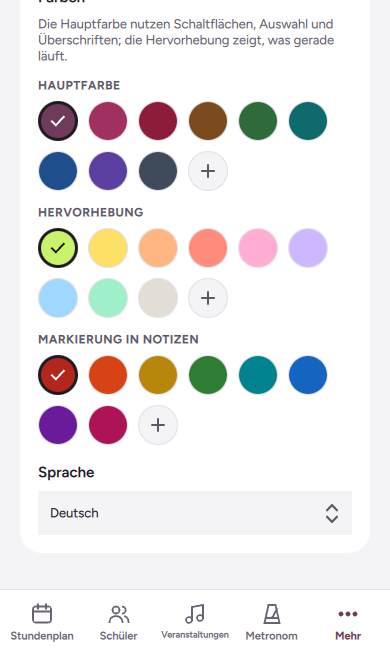 Farben
Die Hauptfarbe nutzen Schaltflächen, Auswahl und
Überschriften; die Hervorhebung zeigt, was gerade
läuft.
HAUPTFARBE
HERVORHEBUNG
MARKIERUNG IN NOTIZEN
Sprache
Deutsch
Stundenplan
Schüler
Veranstaltungen
Metronom
Mehr